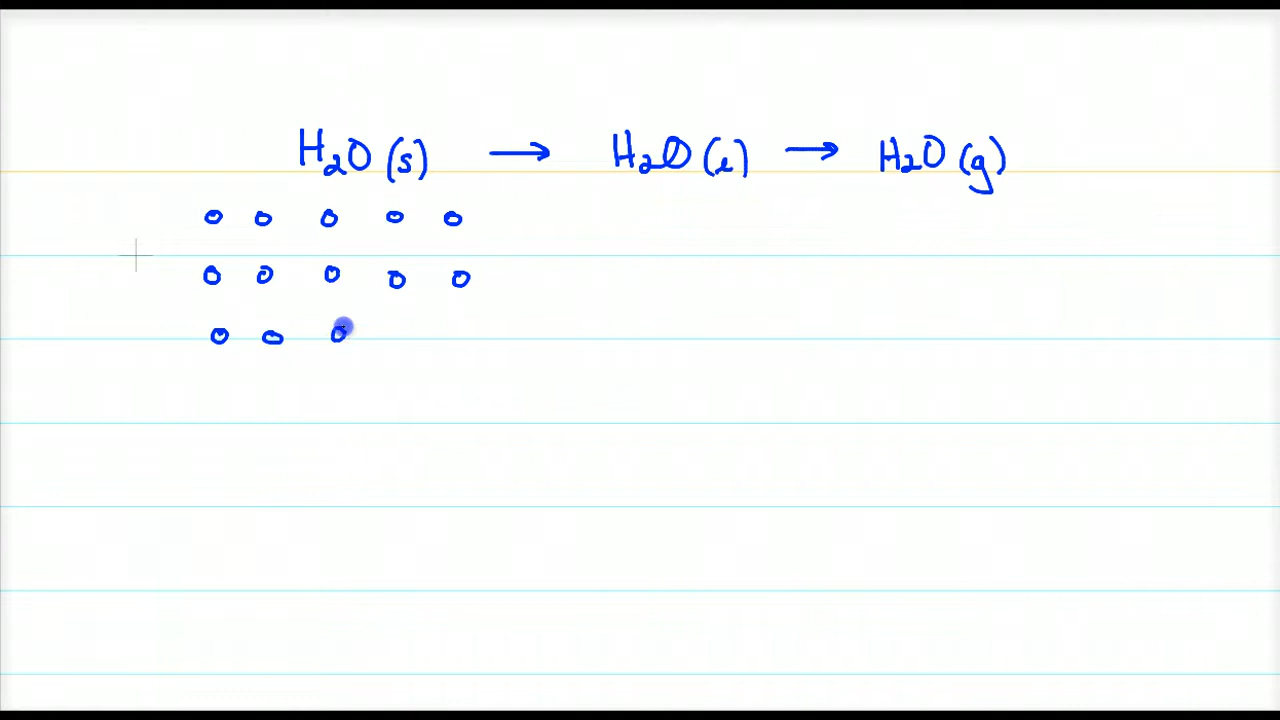 H₂O (s) → H₂O (l) → H₂O (g)